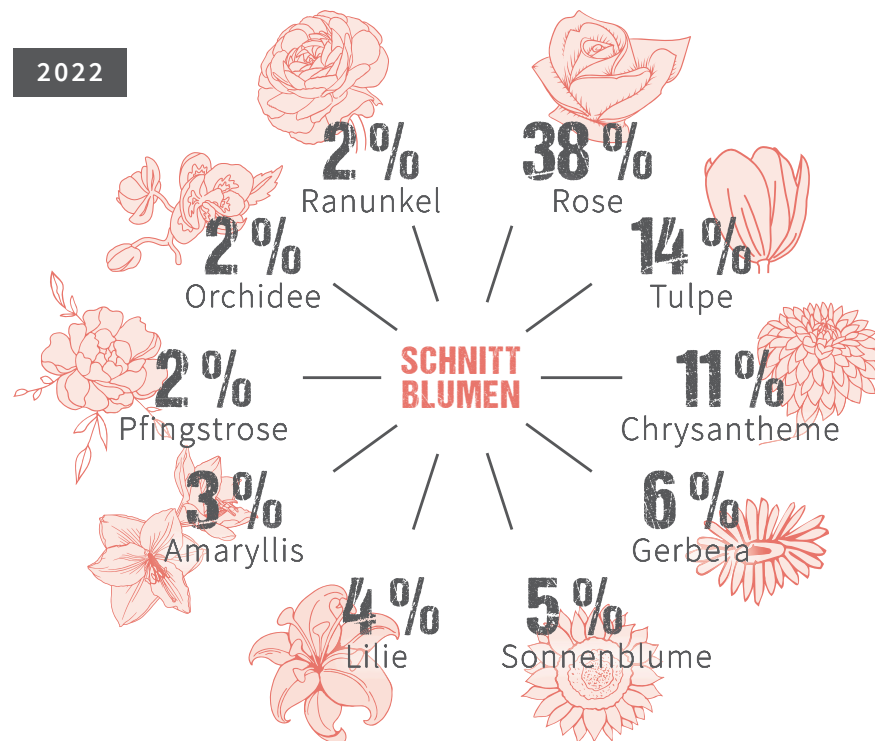 2022
38 %
Rose
14 %
Tulpe
11 %
Chrysantheme
6 %
Gerbera
5 %
Sonnenblume
4 %
Lilie
3 %
Amaryllis
2 %
Pfingstrose
2 %
Orchidee
2 %
Ranunkel
SCHNITT
BLUMEN